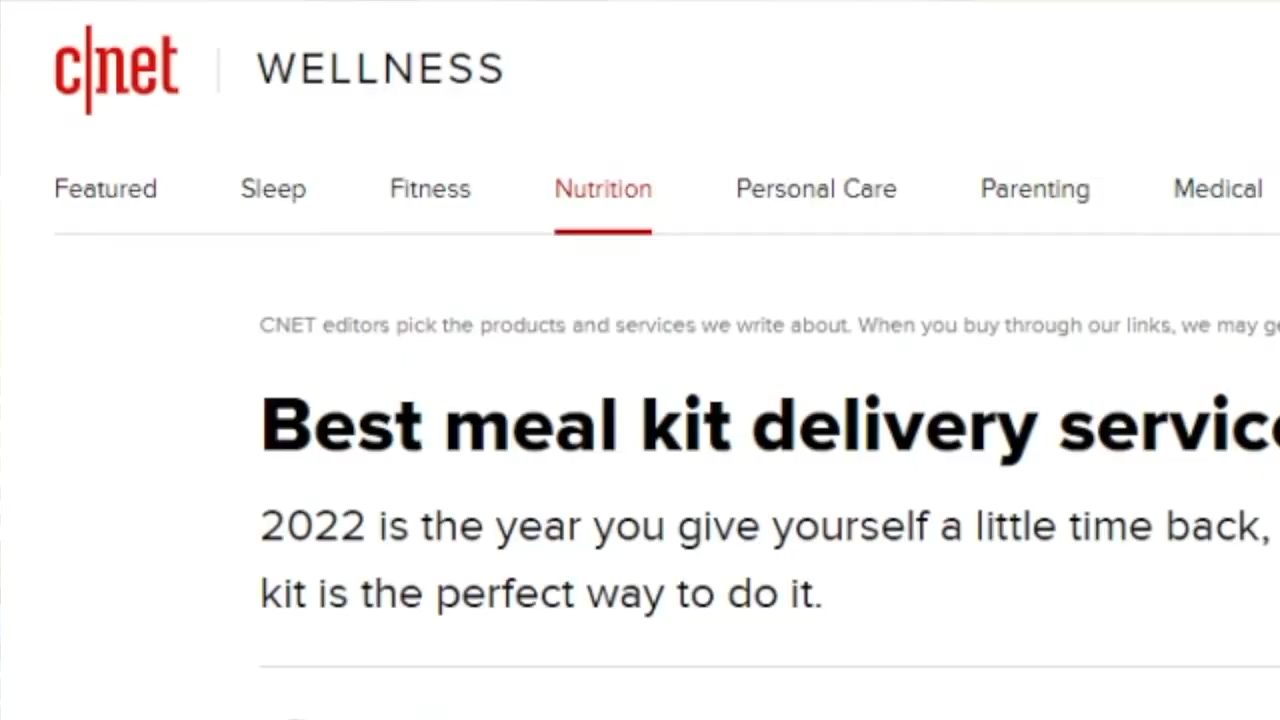 c|net WELLNESS
Featured Sleep Fitness Nutrition Personal Care Parenting Medical
CNET editors pick the products and services we write about. When you buy through our links, we may
Best meal kit delivery
2022 is the year you give yourself a little time back,
kit is the perfect way to do it.